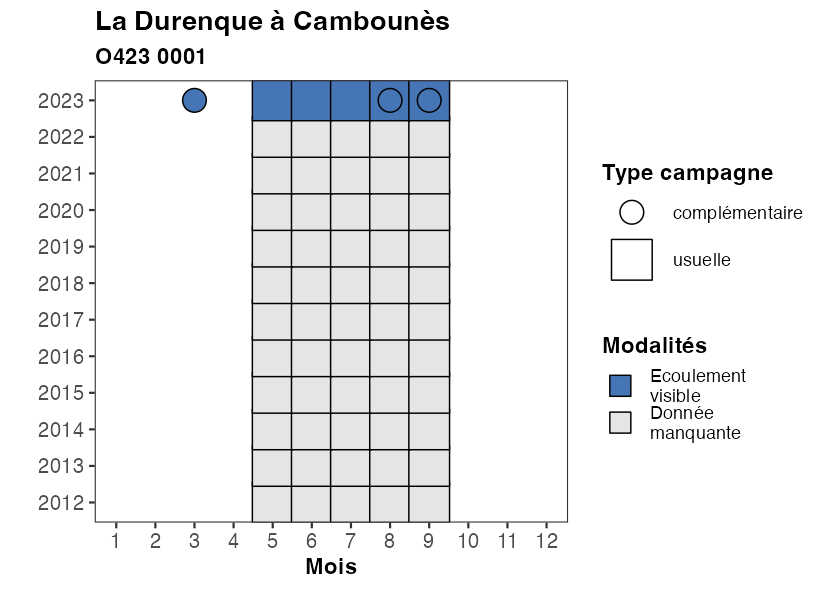 La Durenque à Cambounès
O423 0001
2023
2022
2021
2020
2019
2018
2017
2016
2015
2014
2013
2012
1 2 3 4 5 6 7 8 9 10 11 12
Mois
Type campagne
complémentaire
usuelle
Modalités
Ecoulement
visible
Donnée
manquante